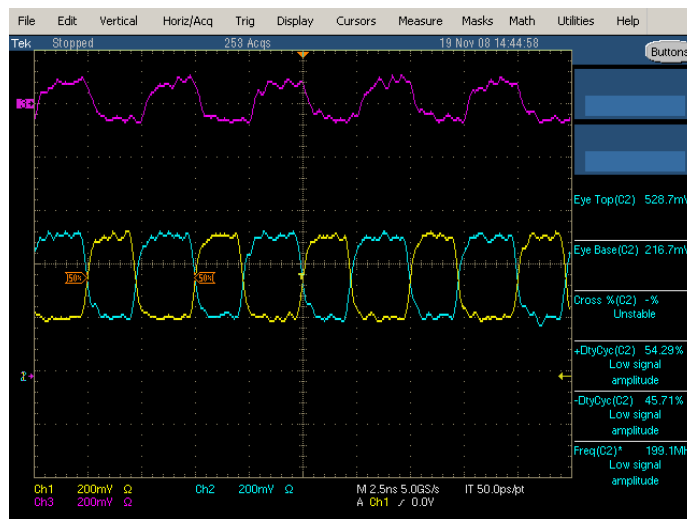 File Edit Vertical Horiz/Acq Trig Display Cursors Measure Masks Math Utilities Help
Tek Stopped 253 Acqs 19 Nov 08 14:44:58
Buttons
Eye Top(C2) 528.7mV
Eye Base(C2) 216.7mV
50% 50%
Cross %(C2) -%
Unstable
+DtyCyc(C2) 54.29%
Low signal
amplitude
-DtyCyc(C2) 45.71%
Low signal
amplitude
Freq(C2)* 199.1MH
Low signal
amplitude
Ch1 200mV Ω Ch2 200mV Ω M 2.5ns 5.0GS/s IT 50.0ps/pt
Ch3 200mV Ω A Ch1 / 0.0V